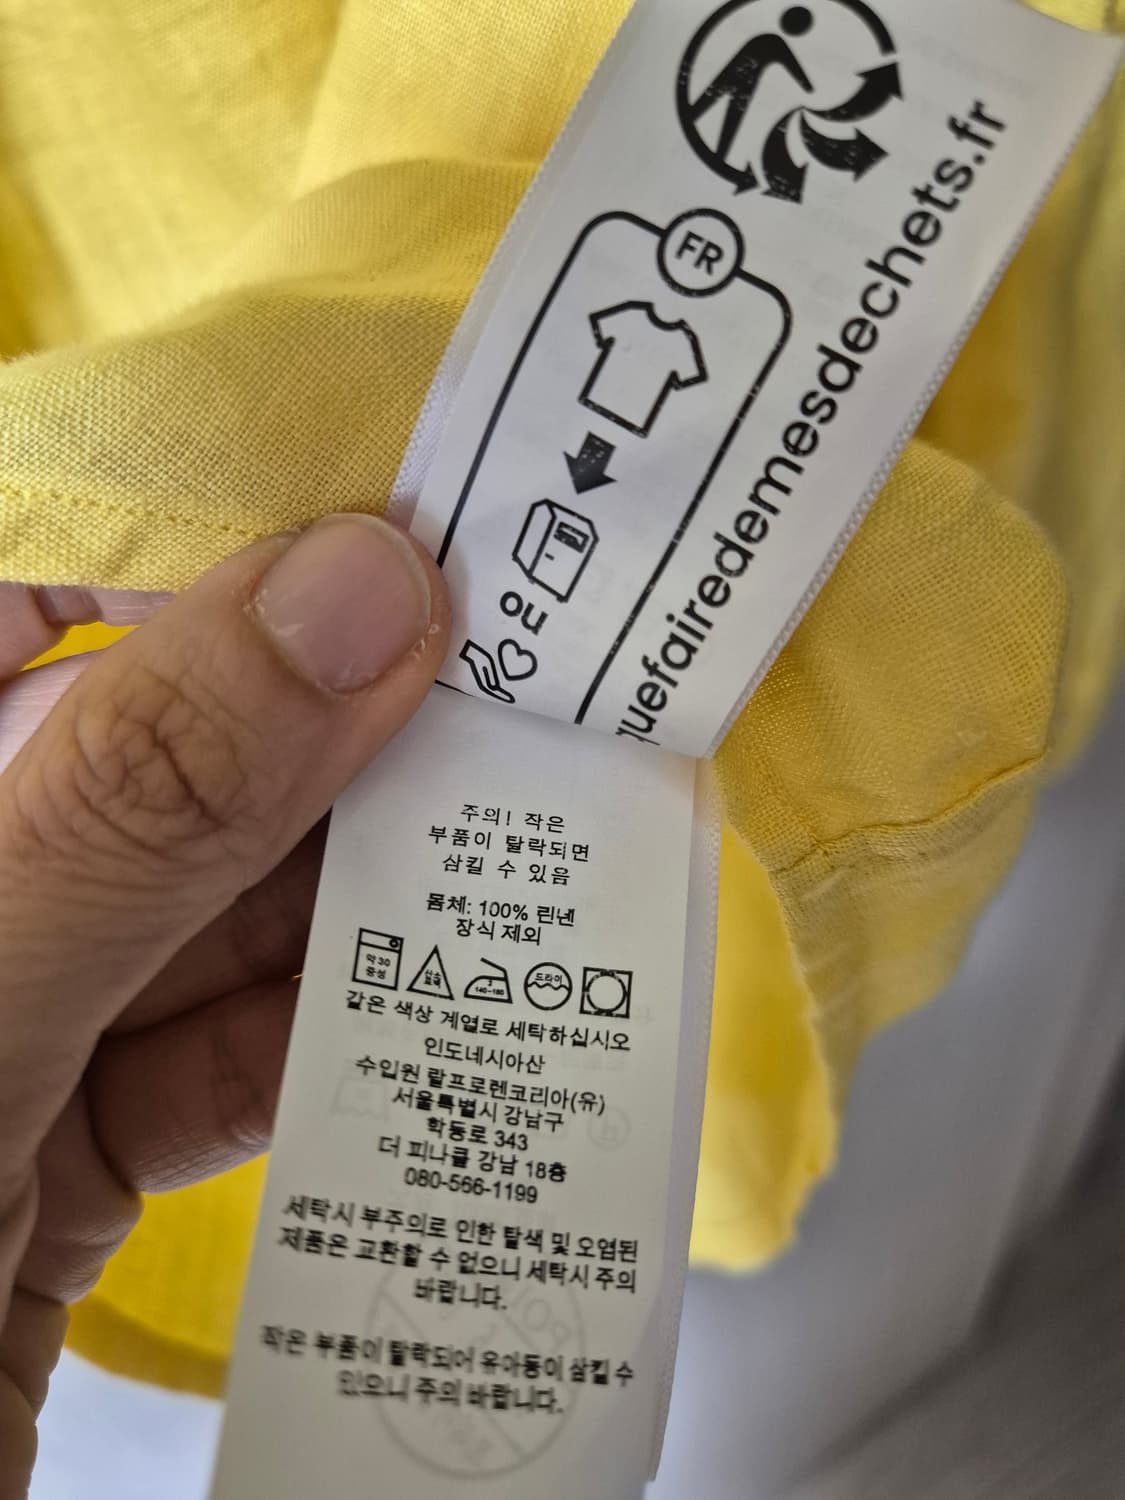 FR
OU
quefairedemesdechets.fr
주의! 작은
부품이 탈락되면
삼킬 수 있음
몸체: 100% 린넨
장식 제외
약 30
중성
산소
표백
3
140-160
드라이
같은 색상 계열로 세탁하십시오
인도네시아산
수입원 랄프로렌코리아(유)
서울특별시 강남구
학동로 343
더 피나클 강남 18층
080-566-1199
세탁시 부주의로 인한 탈색 및 오염된
제품은 교환할 수 없으니 세탁시 주의
바랍니다.
작은 부품이 탈락되어 유아동이 삼킬 수
있으니 주의 바랍니다.